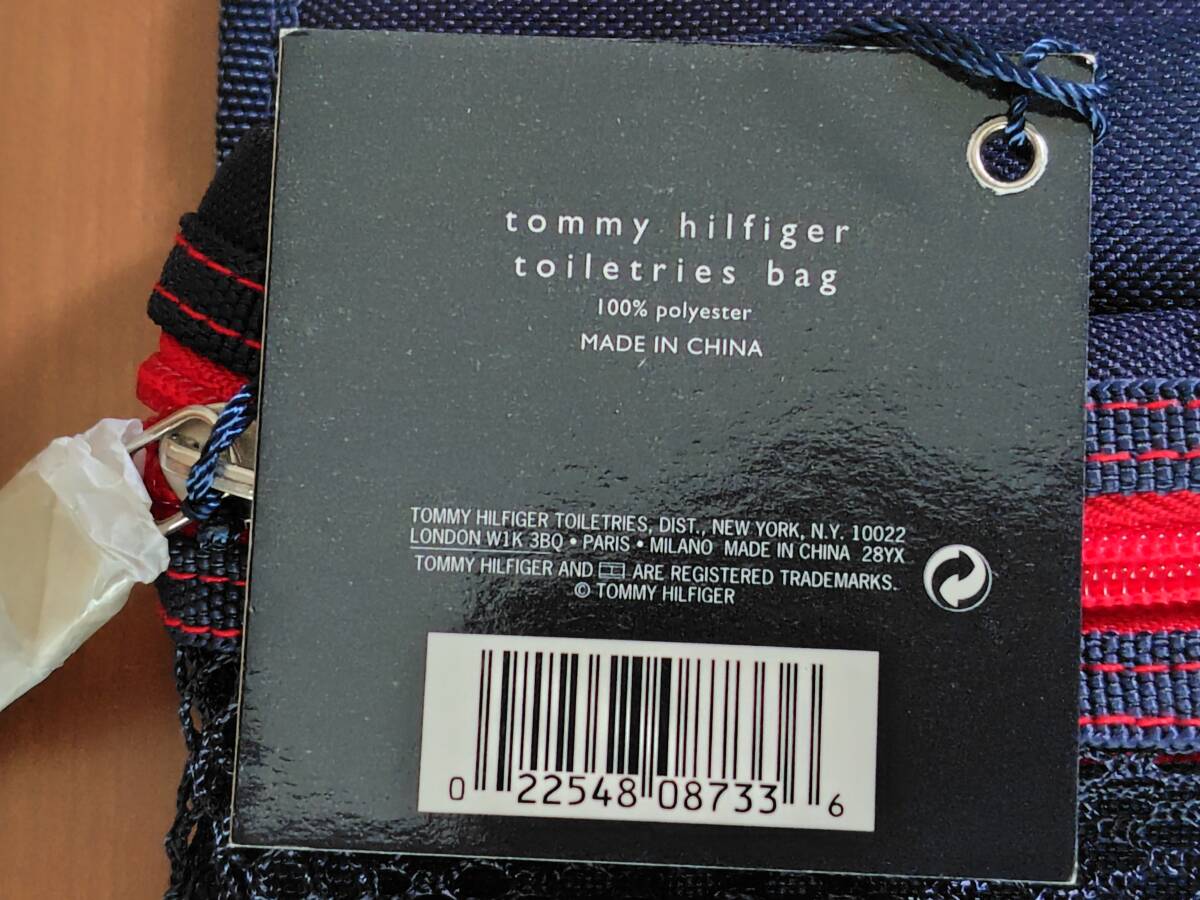 tommy hilfiger
toiletries bag
100% polyester
MADE IN CHINA
TOMMY HILFIGER TOILETRIES, DIST., NEW YORK, N.Y. 10022
LONDON W1K 3BQ • PARIS • MILANO MADE IN CHINA 28YX
TOMMY HILFIGER AND ARE REGISTERED TRADEMARKS.
© TOMMY HILFIGER
0 22548 08733 6